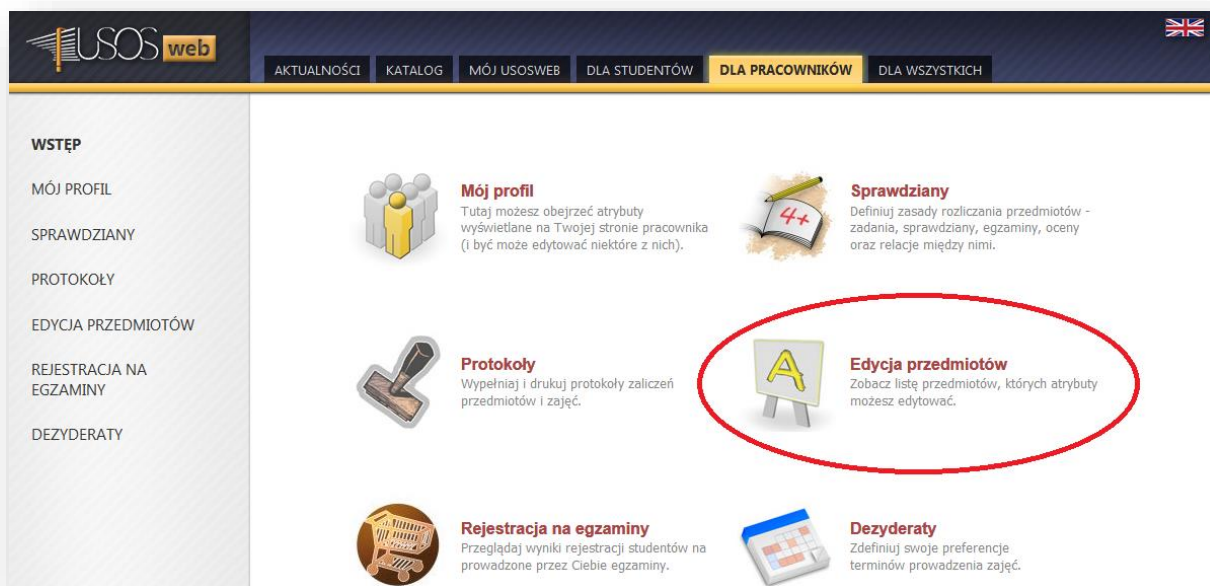 USOS web
AKTUALNOŚCI KATALOG MÓJ USOSWEB DLA STUDENTÓW DLA PRACOWNIKÓW DLA WSZYSTKICH
WSTĘP
MÓJ PROFIL
SPRAWDZIANY
PROTOKOŁY
EDYCJA PRZEDMIOTÓW
REJESTRACJA NA
EGZAMINY
DEZYDERATY
Mój profil
Tutaj możesz obejrzeć atrybuty
wyświetlane na Twojej stronie pracownika
(i być może edytować niektóre z nich).
4+
Sprawdziany
Definiuj zasady rozliczania przedmiotów -
zadania, sprawdziany, egzaminy, oceny
oraz relacje między nimi.
Protokoły
Wypełniaj i drukuj protokoły zaliczeń
przedmiotów i zajęć.
A
Edycja przedmiotów
Zobacz listę przedmiotów, których atrybuty
możesz edytować.
Rejestracja na egzaminy
Przeglądaj wyniki rejestracji studentów na
prowadzone przez Ciebie egzaminy.
Dezyderaty
Zdefiniuj swoje preferencje
terminów prowadzenia zajęć.